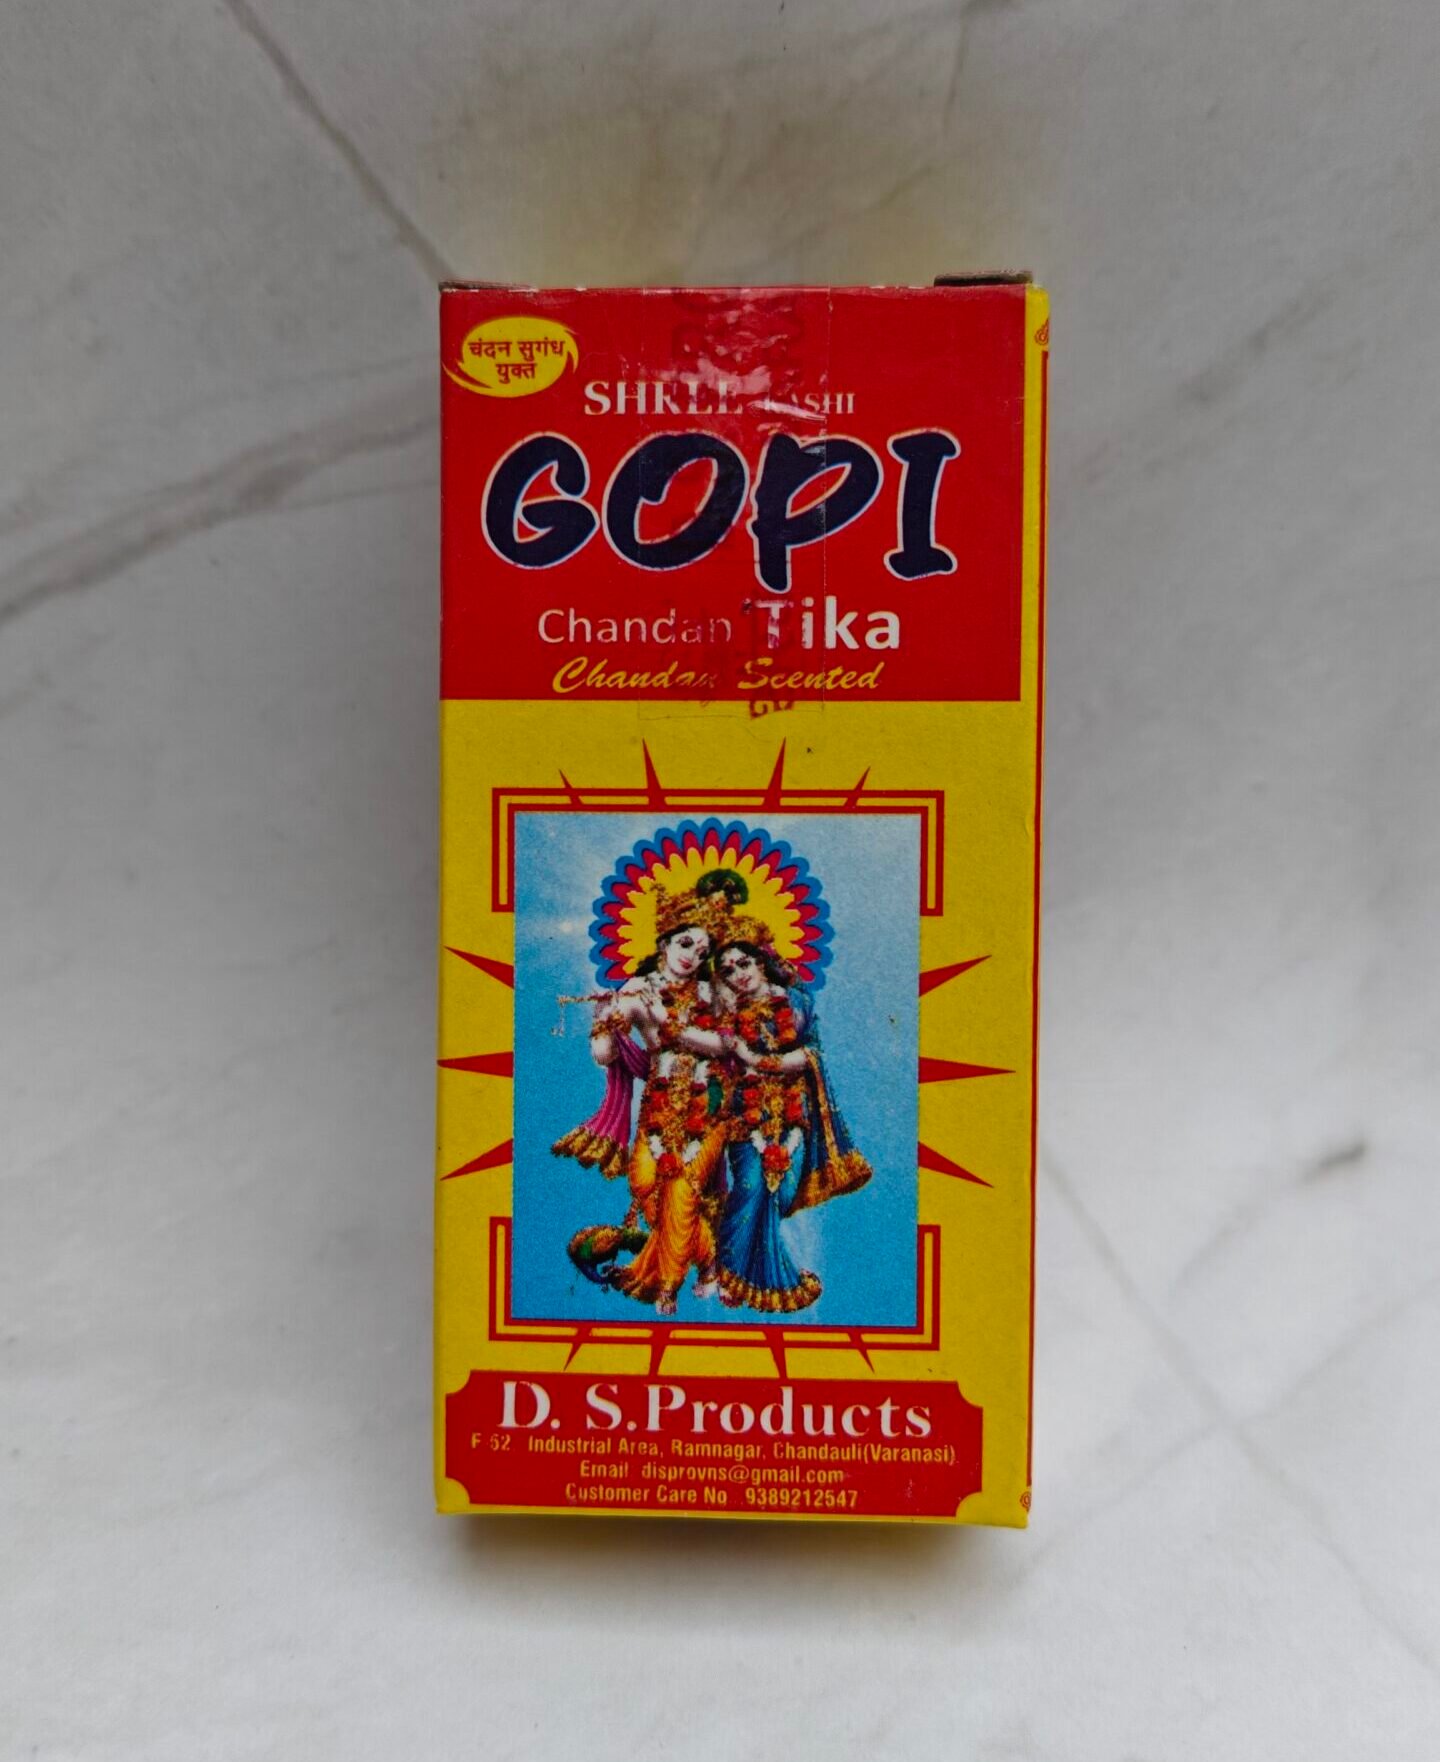 चंदन सुगंध
युक्त
SHREE KASHI
GOPI
Chandan Tika
Chandan Scented
D. S.Products
F 52 Industrial Area, Ramnagar, Chandauli(Varanasi)
Email disprovns@gmail.com
Customer Care No 9389212547